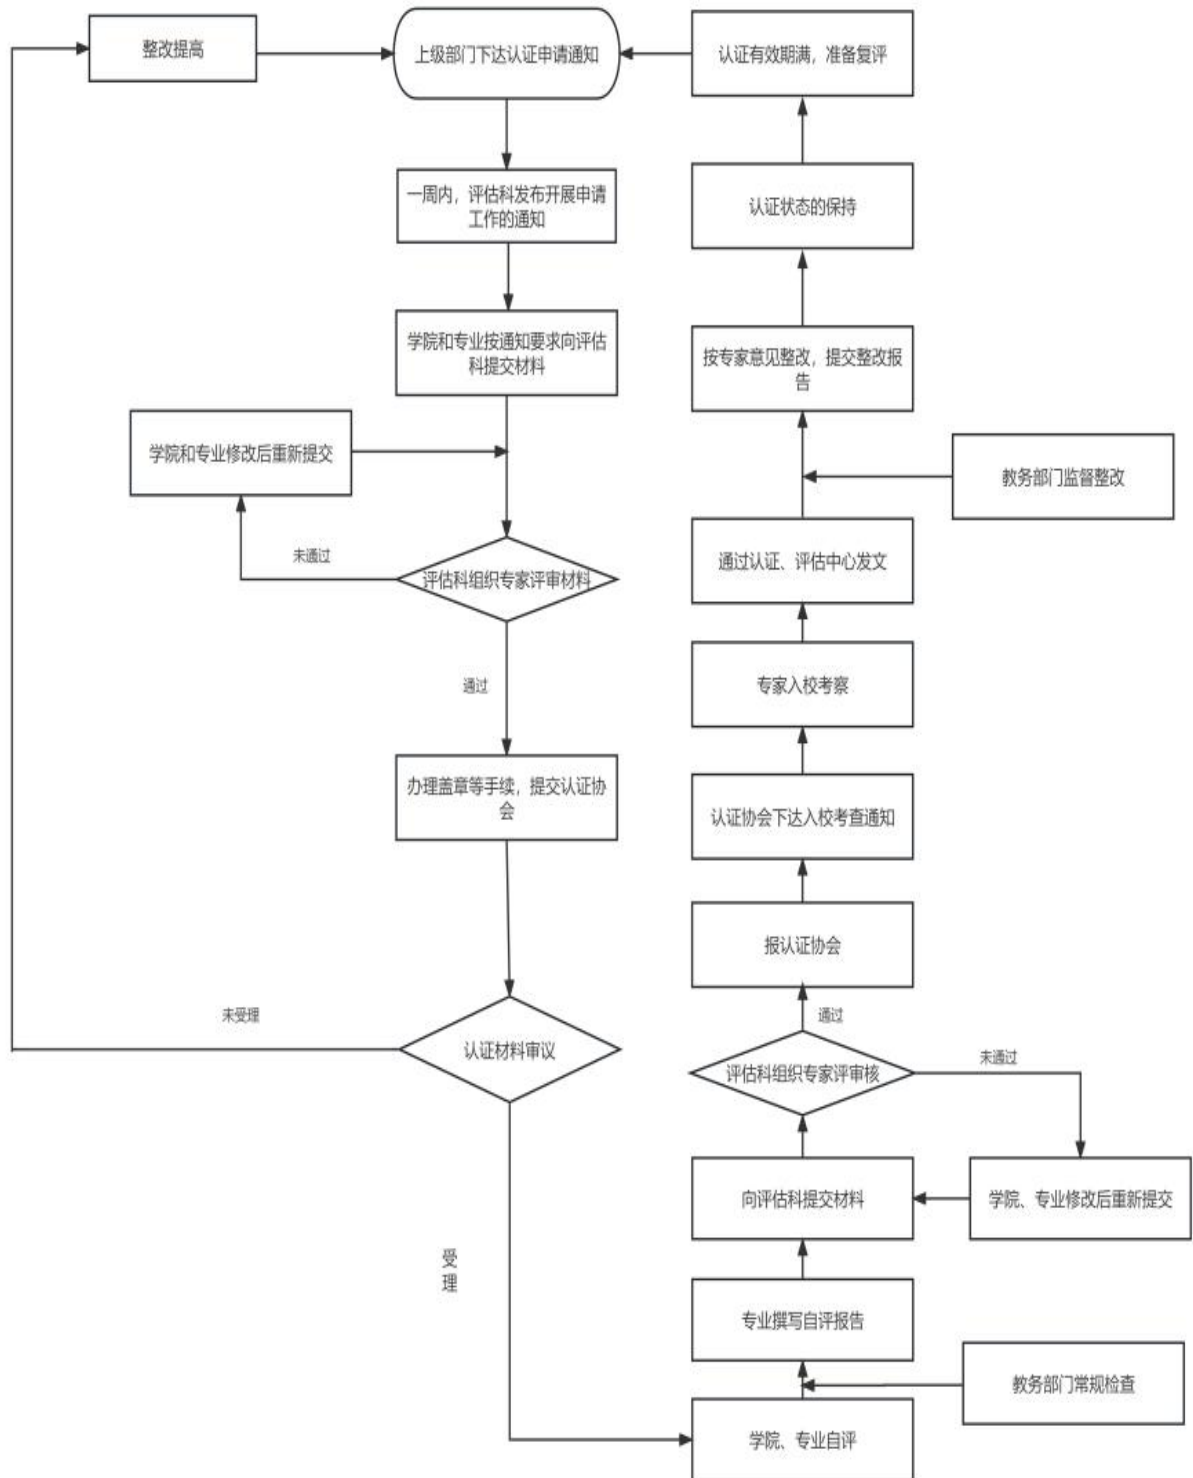 整改提高
上级部门下达认证申请通知
认证有效期满，准备复评
一周内，评估科发布开展申请
工作的通知
认证状态的保持
学院和专业按通知要求向评估
科提交材料
按专家意见整改，提交整改报
告
学院和专业修改后重新提交
教务部门监督整改
未通过
评估科组织专家评审材料
通过认证、评估中心发文
通过
专家入校考察
办理盖章等手续，提交认证协
会
认证协会下达入校考查通知
报认证协会
未受理
认证材料审议
通过
评估科组织专家评审核
未通过
向评估科提交材料
学院、专业修改后重新提交
受
理
专业撰写自评报告
教务部门常规检查
学院、专业自评